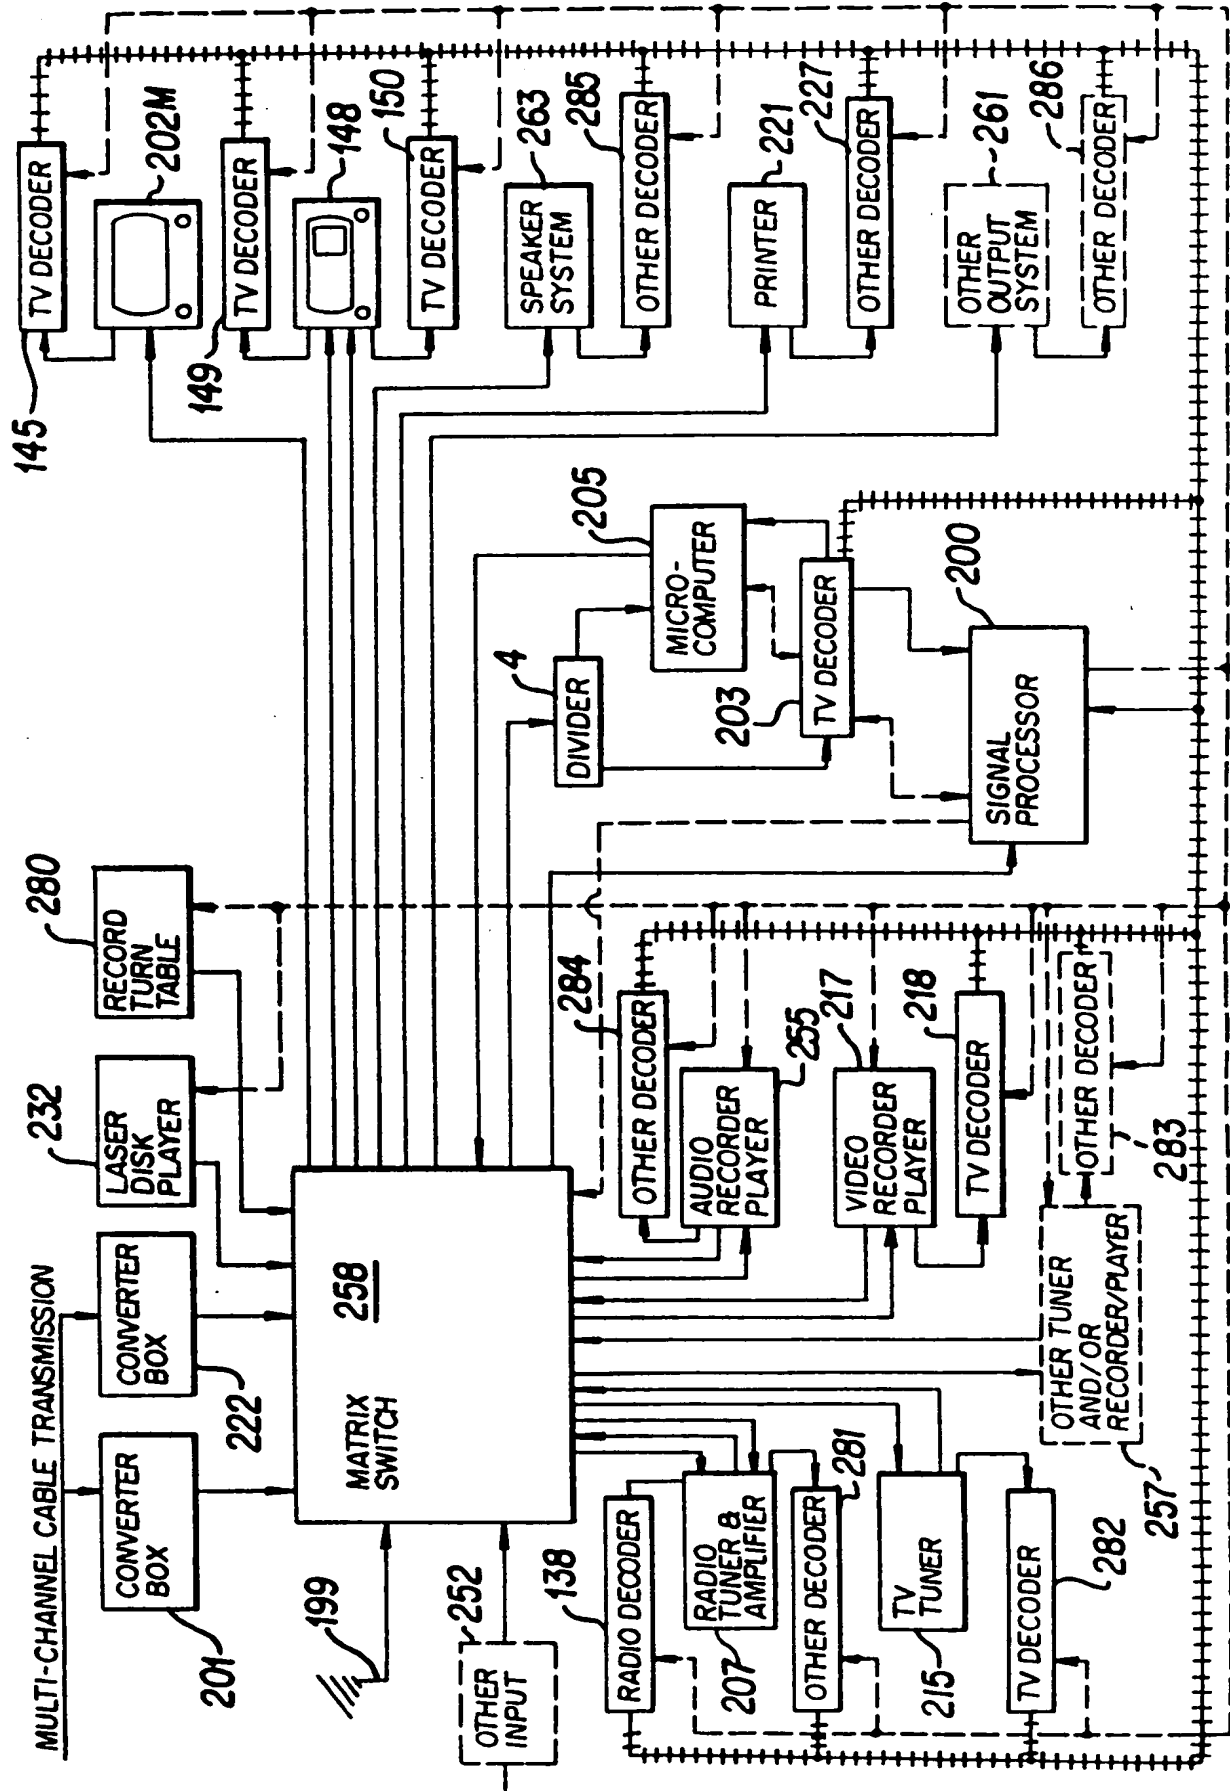 MULTI-CHANNEL CABLE TRANSMISSION
CONVERTER
BOX
201
CONVERTER
BOX
222
LASER
DISK
PLAYER
232
RECORD
TURN
TABLE
280
199
OTHER
INPUT
252
MATRIX
SWITCH
258
DIVIDER
4
MICRO-
COMPUTER
205
TV DECODER
203
SIGNAL
PROCESSOR
200
TV DECODER
145
202M
TV DECODER
149
148
TV DECODER
150
SPEAKER
SYSTEM
263
OTHER DECODER
285
PRINTER
221
OTHER DECODER
227
OTHER
OUTPUT
SYSTEM
261
OTHER DECODER
286
RADIO DECODER
138
RADIO
TUNER &
AMPLIFIER
207
OTHER DECODER
281
TV
TUNER
215
TV DECODER
282
OTHER TUNER
AND/OR
RECORDER/PLAYER
257
OTHER DECODER
283
OTHER DECODER
284
AUDIO
RECORDER
PLAYER
255
VIDEO
RECORDER
PLAYER
217
TV DECODER
218